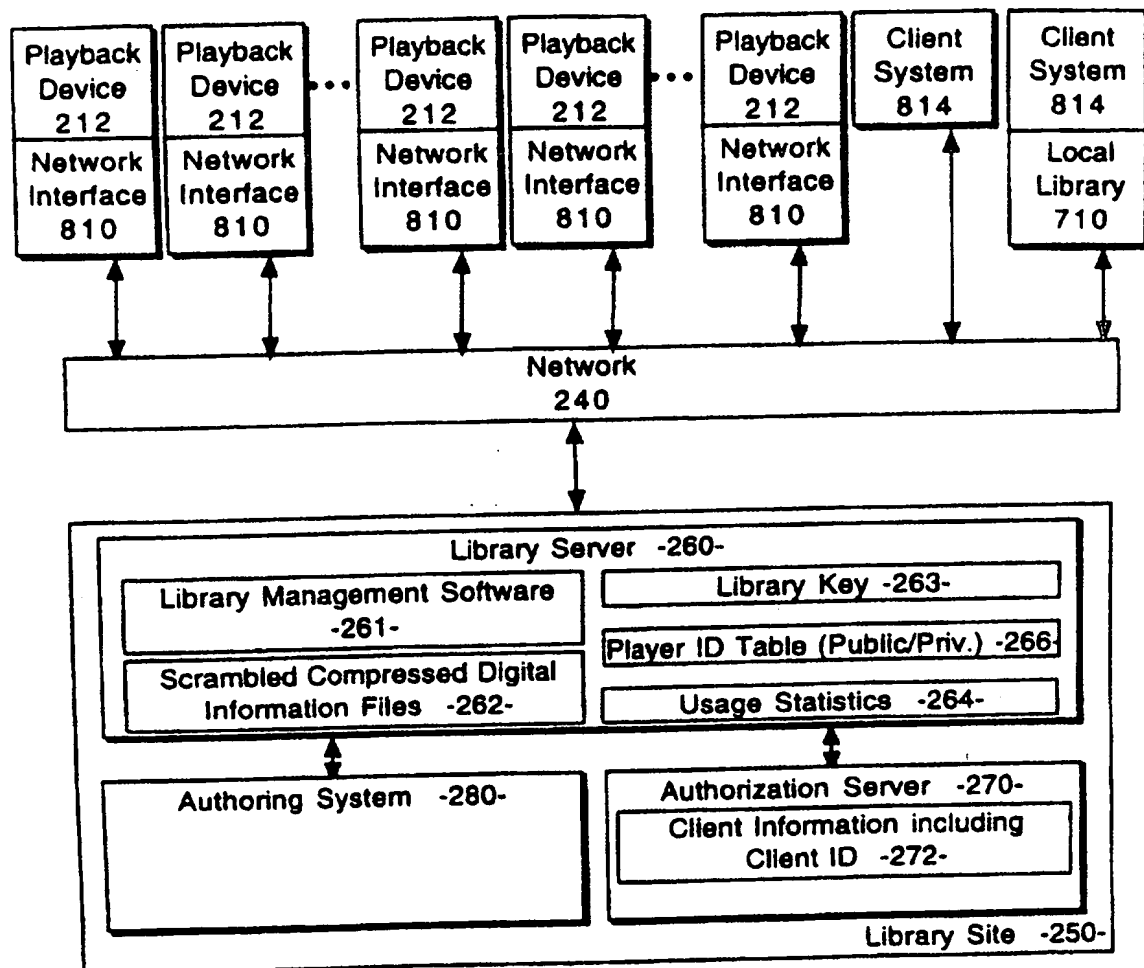 Playback
Device
212
Network
Interface
810
Playback
Device
212
Network
Interface
810
Playback
Device
212
Network
Interface
810
Playback
Device
212
Network
Interface
810
Playback
Device
212
Network
Interface
810
Client
System
814
Client
System
814
Local
Library
710
Network
240
Library Server -260-
Library Management Software
-261-
Scrambled Compressed Digital
Information Files -262-
Library Key -263-
Player ID Table (Public/Priv.) -266-
Usage Statistics -264-
Authoring System -280-
Authorization Server -270-
Client Information including
Client ID -272-
Library Site -250-